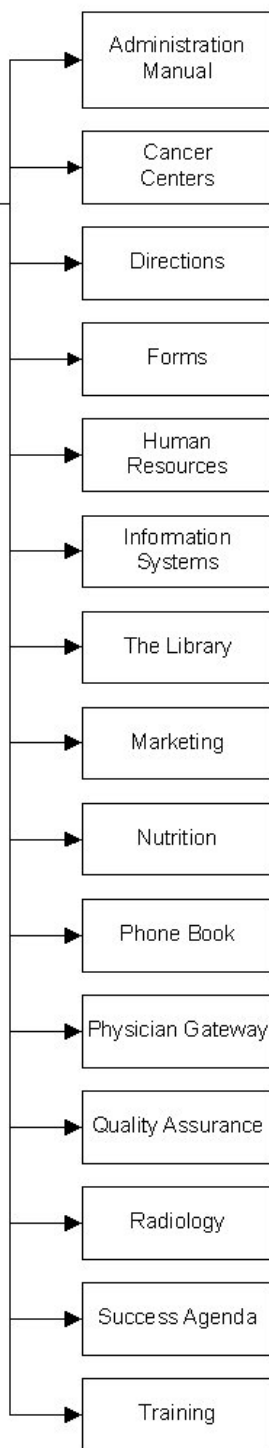 Administration
Manual
Cancer
Centers
Directions
Forms
Human
Resources
Information
Systems
The Library
Marketing
Nutrition
Phone Book
Physician Gateway
Quality Assurance
Radiology
Success Agenda
Training